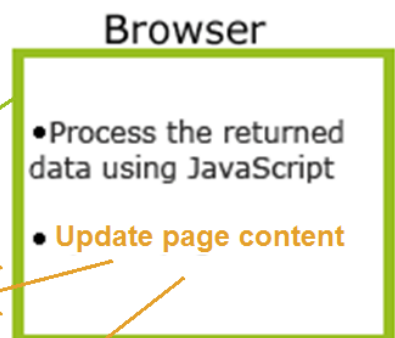 Browser
•Process the returned
data using JavaScript
• Update page content